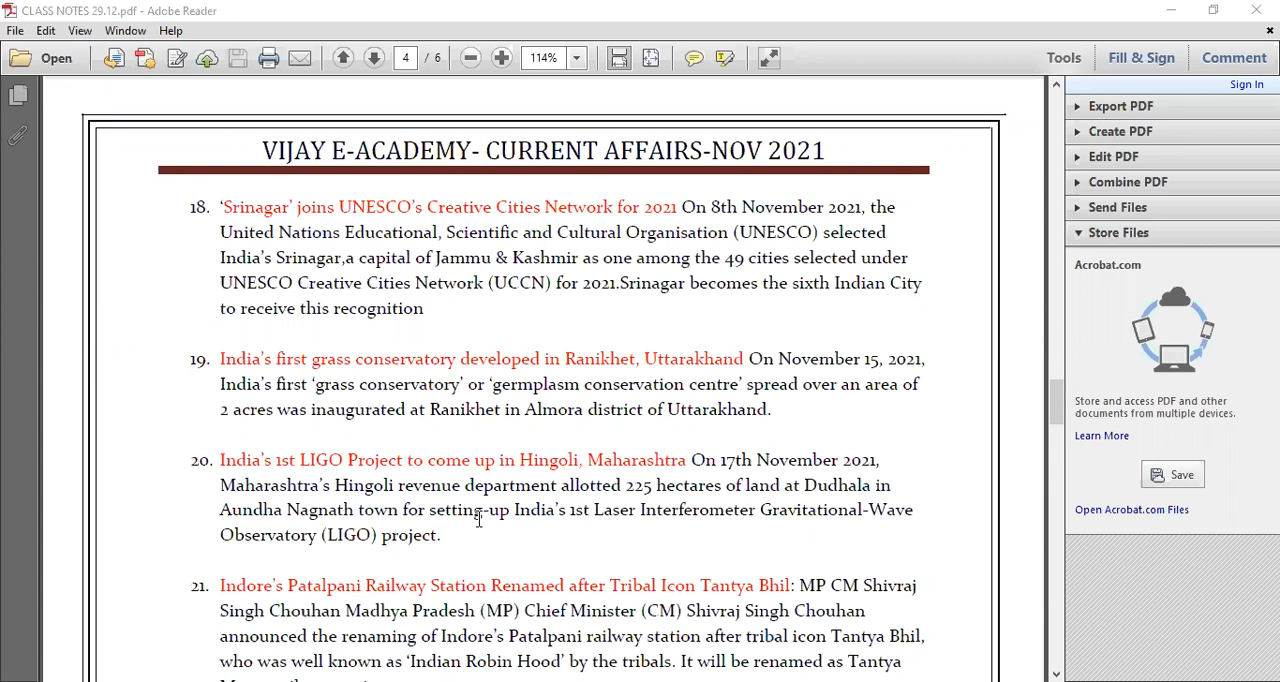 CLASS NOTES 29.12.pdf - Adobe Reader
File Edit View Window Help
Open 4 / 6 114% Tools Fill & Sign Comment
Sign In
Export PDF
Create PDF
Edit PDF
Combine PDF
Send Files
Store Files
Acrobat.com
Store and access PDF and other
documents from multiple devices.
Learn More
Save
Open Acrobat.com Files
VIJAY E-ACADEMY- CURRENT AFFAIRS-NOV 2021
18. ‘Srinagar’ joins UNESCO’s Creative Cities Network for 2021 On 8th November 2021, the
United Nations Educational, Scientific and Cultural Organisation (UNESCO) selected
India’s Srinagar,a capital of Jammu & Kashmir as one among the 49 cities selected under
UNESCO Creative Cities Network (UCCN) for 2021.Srinagar becomes the sixth Indian City
to receive this recognition
19. India’s first grass conservatory developed in Ranikhet, Uttarakhand On November 15, 2021,
India’s first ‘grass conservatory’ or ‘germplasm conservation centre’ spread over an area of
2 acres was inaugurated at Ranikhet in Almora district of Uttarakhand.
20. India’s 1st LIGO Project to come up in Hingoli, Maharashtra On 17th November 2021,
Maharashtra’s Hingoli revenue department allotted 225 hectares of land at Dudhala in
Aundha Nagnath town for setting-up India’s 1st Laser Interferometer Gravitational-Wave
Observatory (LIGO) project.
21. Indore’s Patalpani Railway Station Renamed after Tribal Icon Tantya Bhil: MP CM Shivraj
Singh Chouhan Madhya Pradesh (MP) Chief Minister (CM) Shivraj Singh Chouhan
announced the renaming of Indore’s Patalpani railway station after tribal icon Tantya Bhil,
who was well known as ‘Indian Robin Hood’ by the tribals. It will be renamed as Tantya